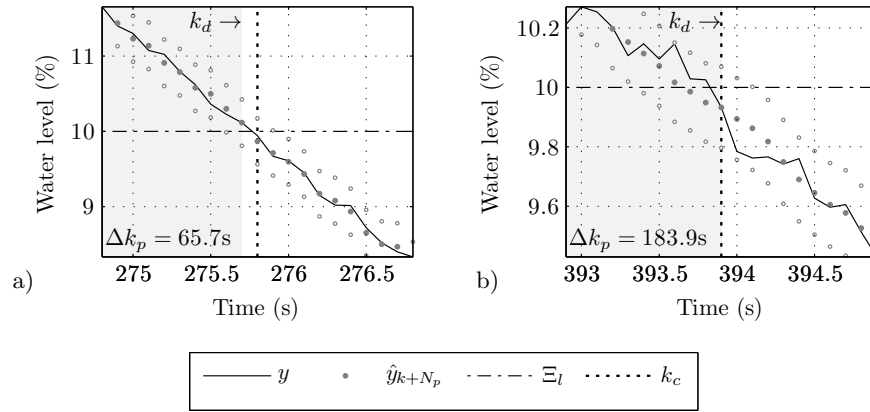 11
10
9
Water level (%)
k_d →
Δk_p = 65.7s
275 275.5 276 276.5
Time (s)
a)
10.2
10
9.8
9.6
Water level (%)
k_d →
Δk_p = 183.9s
393 393.5 394 394.5
Time (s)
b)
y ŷ_{k+N_p} Ξ_l k_c